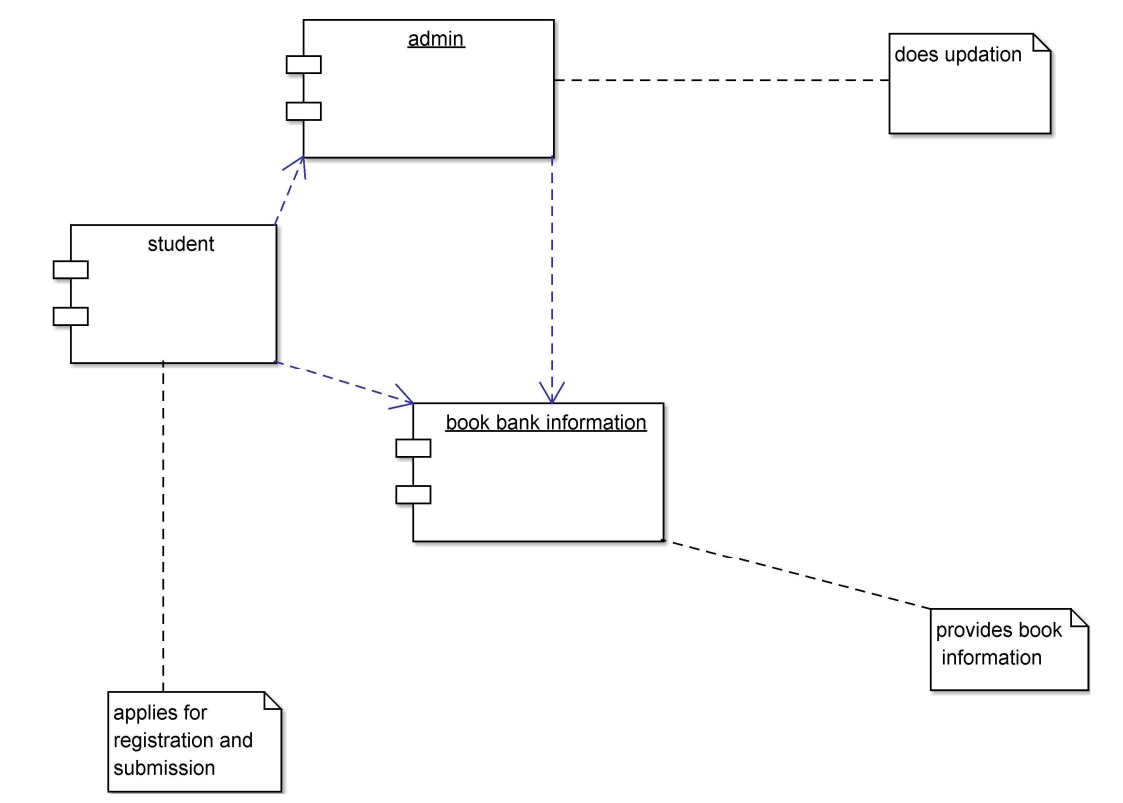 admin
does updation
student
book bank information
provides book
information
applies for
registration and
submission